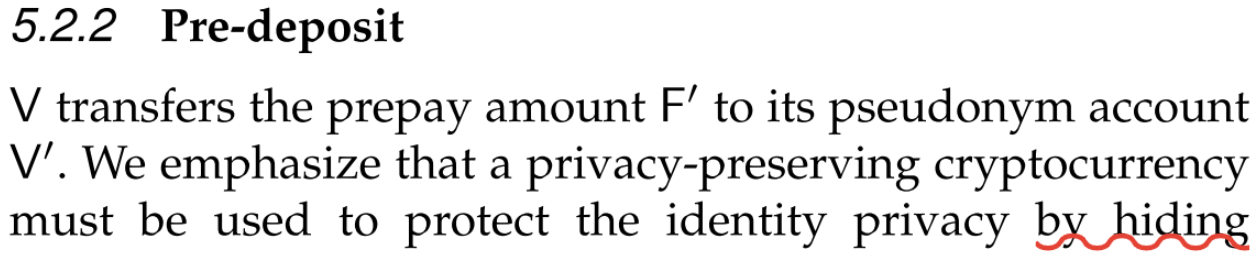 5.2.2 Pre-deposit
V transfers the prepay amount F′ to its pseudonym account
V′. We emphasize that a privacy-preserving cryptocurrency
must be used to protect the identity privacy by hiding